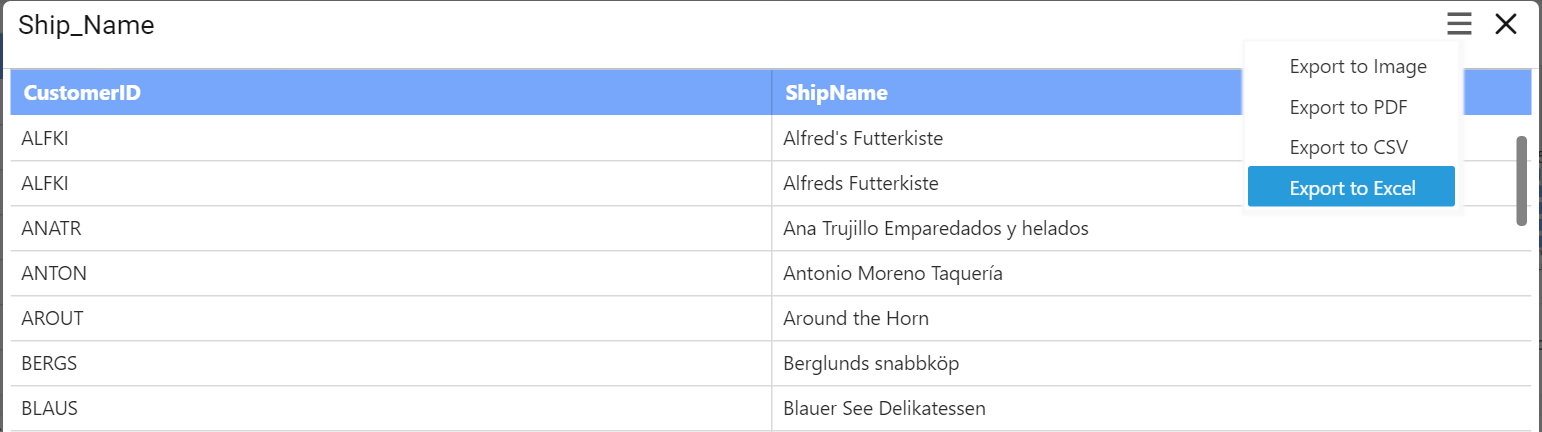 Ship_Name
Export to Image
Export to PDF
Export to CSV
Export to Excel
CustomerID ShipName
ALFKI Alfred's Futterkiste
ALFKI Alfreds Futterkiste
ANATR Ana Trujillo Emparedados y helados
ANTON Antonio Moreno Taquería
AROUT Around the Horn
BERGS Berglunds snabbköp
BLAUS Blauer See Delikatessen